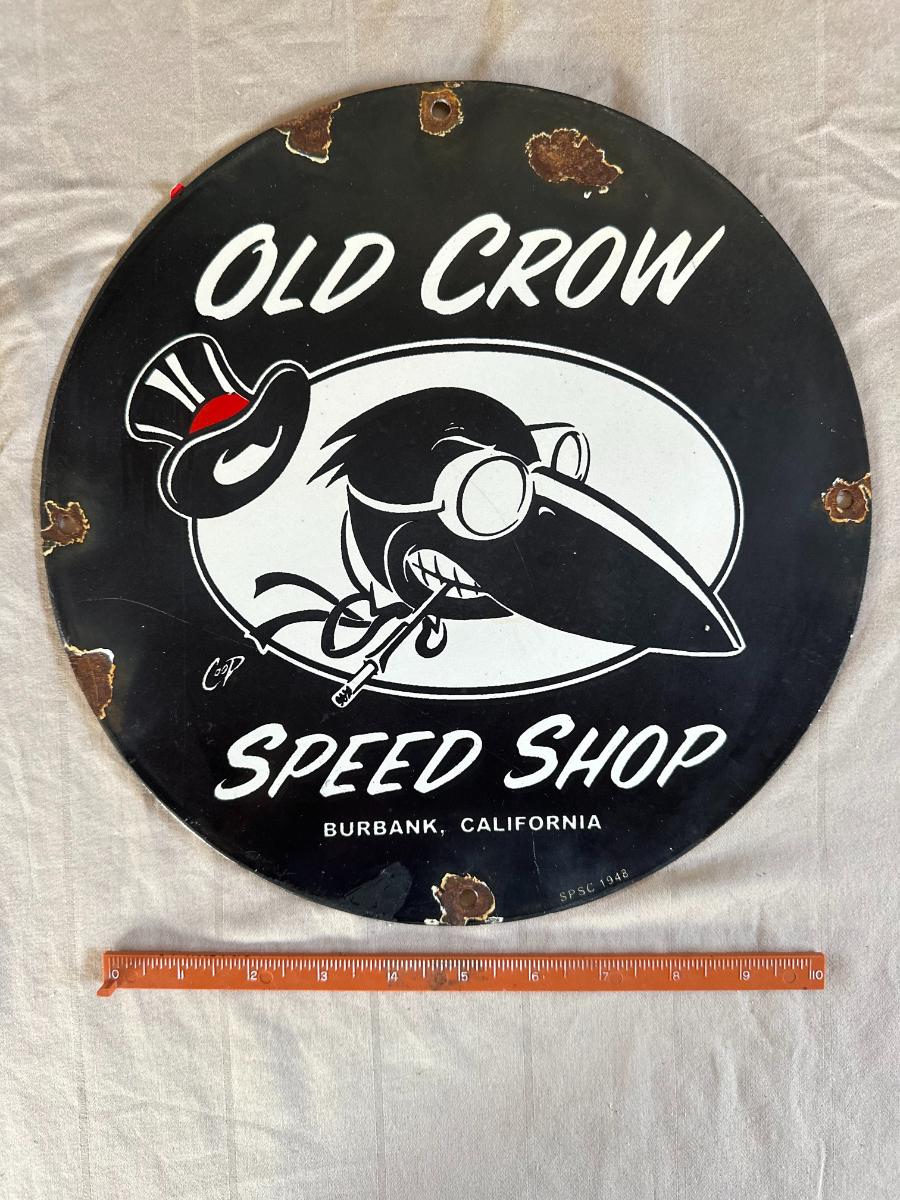 OLD CROW
COOP
SPEED SHOP
BURBANK, CALIFORNIA
SPSC 1948
0 1 2 3 4 5 6 7 8 9 10